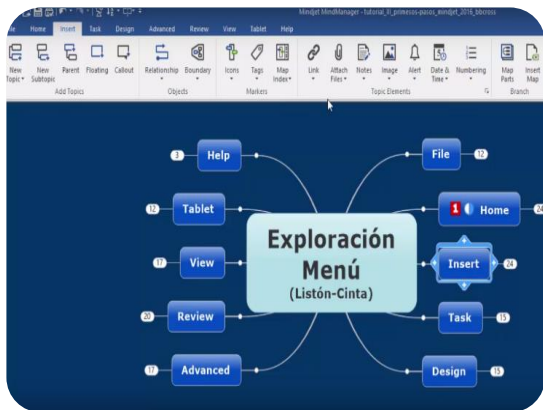 Mindjet MindManager - tutorial_III_primeros-pasos_mindjet_2016_bbcross
Home Insert Task Design Advanced Review View Tablet Help
New Topic New Subtopic Parent Floating Callout Relationship Boundary Icons Tags Map Index Link Attach Files Notes Image Alert Date & Time Numbering Map Parts Insert Map
Add Topics Objects Markers Topic Elements Branch
3 Help File 12
12 Tablet 1 Home 24
Exploración
17 View Menú Insert 24
(Listón-Cinta)
20 Review Task 15
17 Advanced Design 15